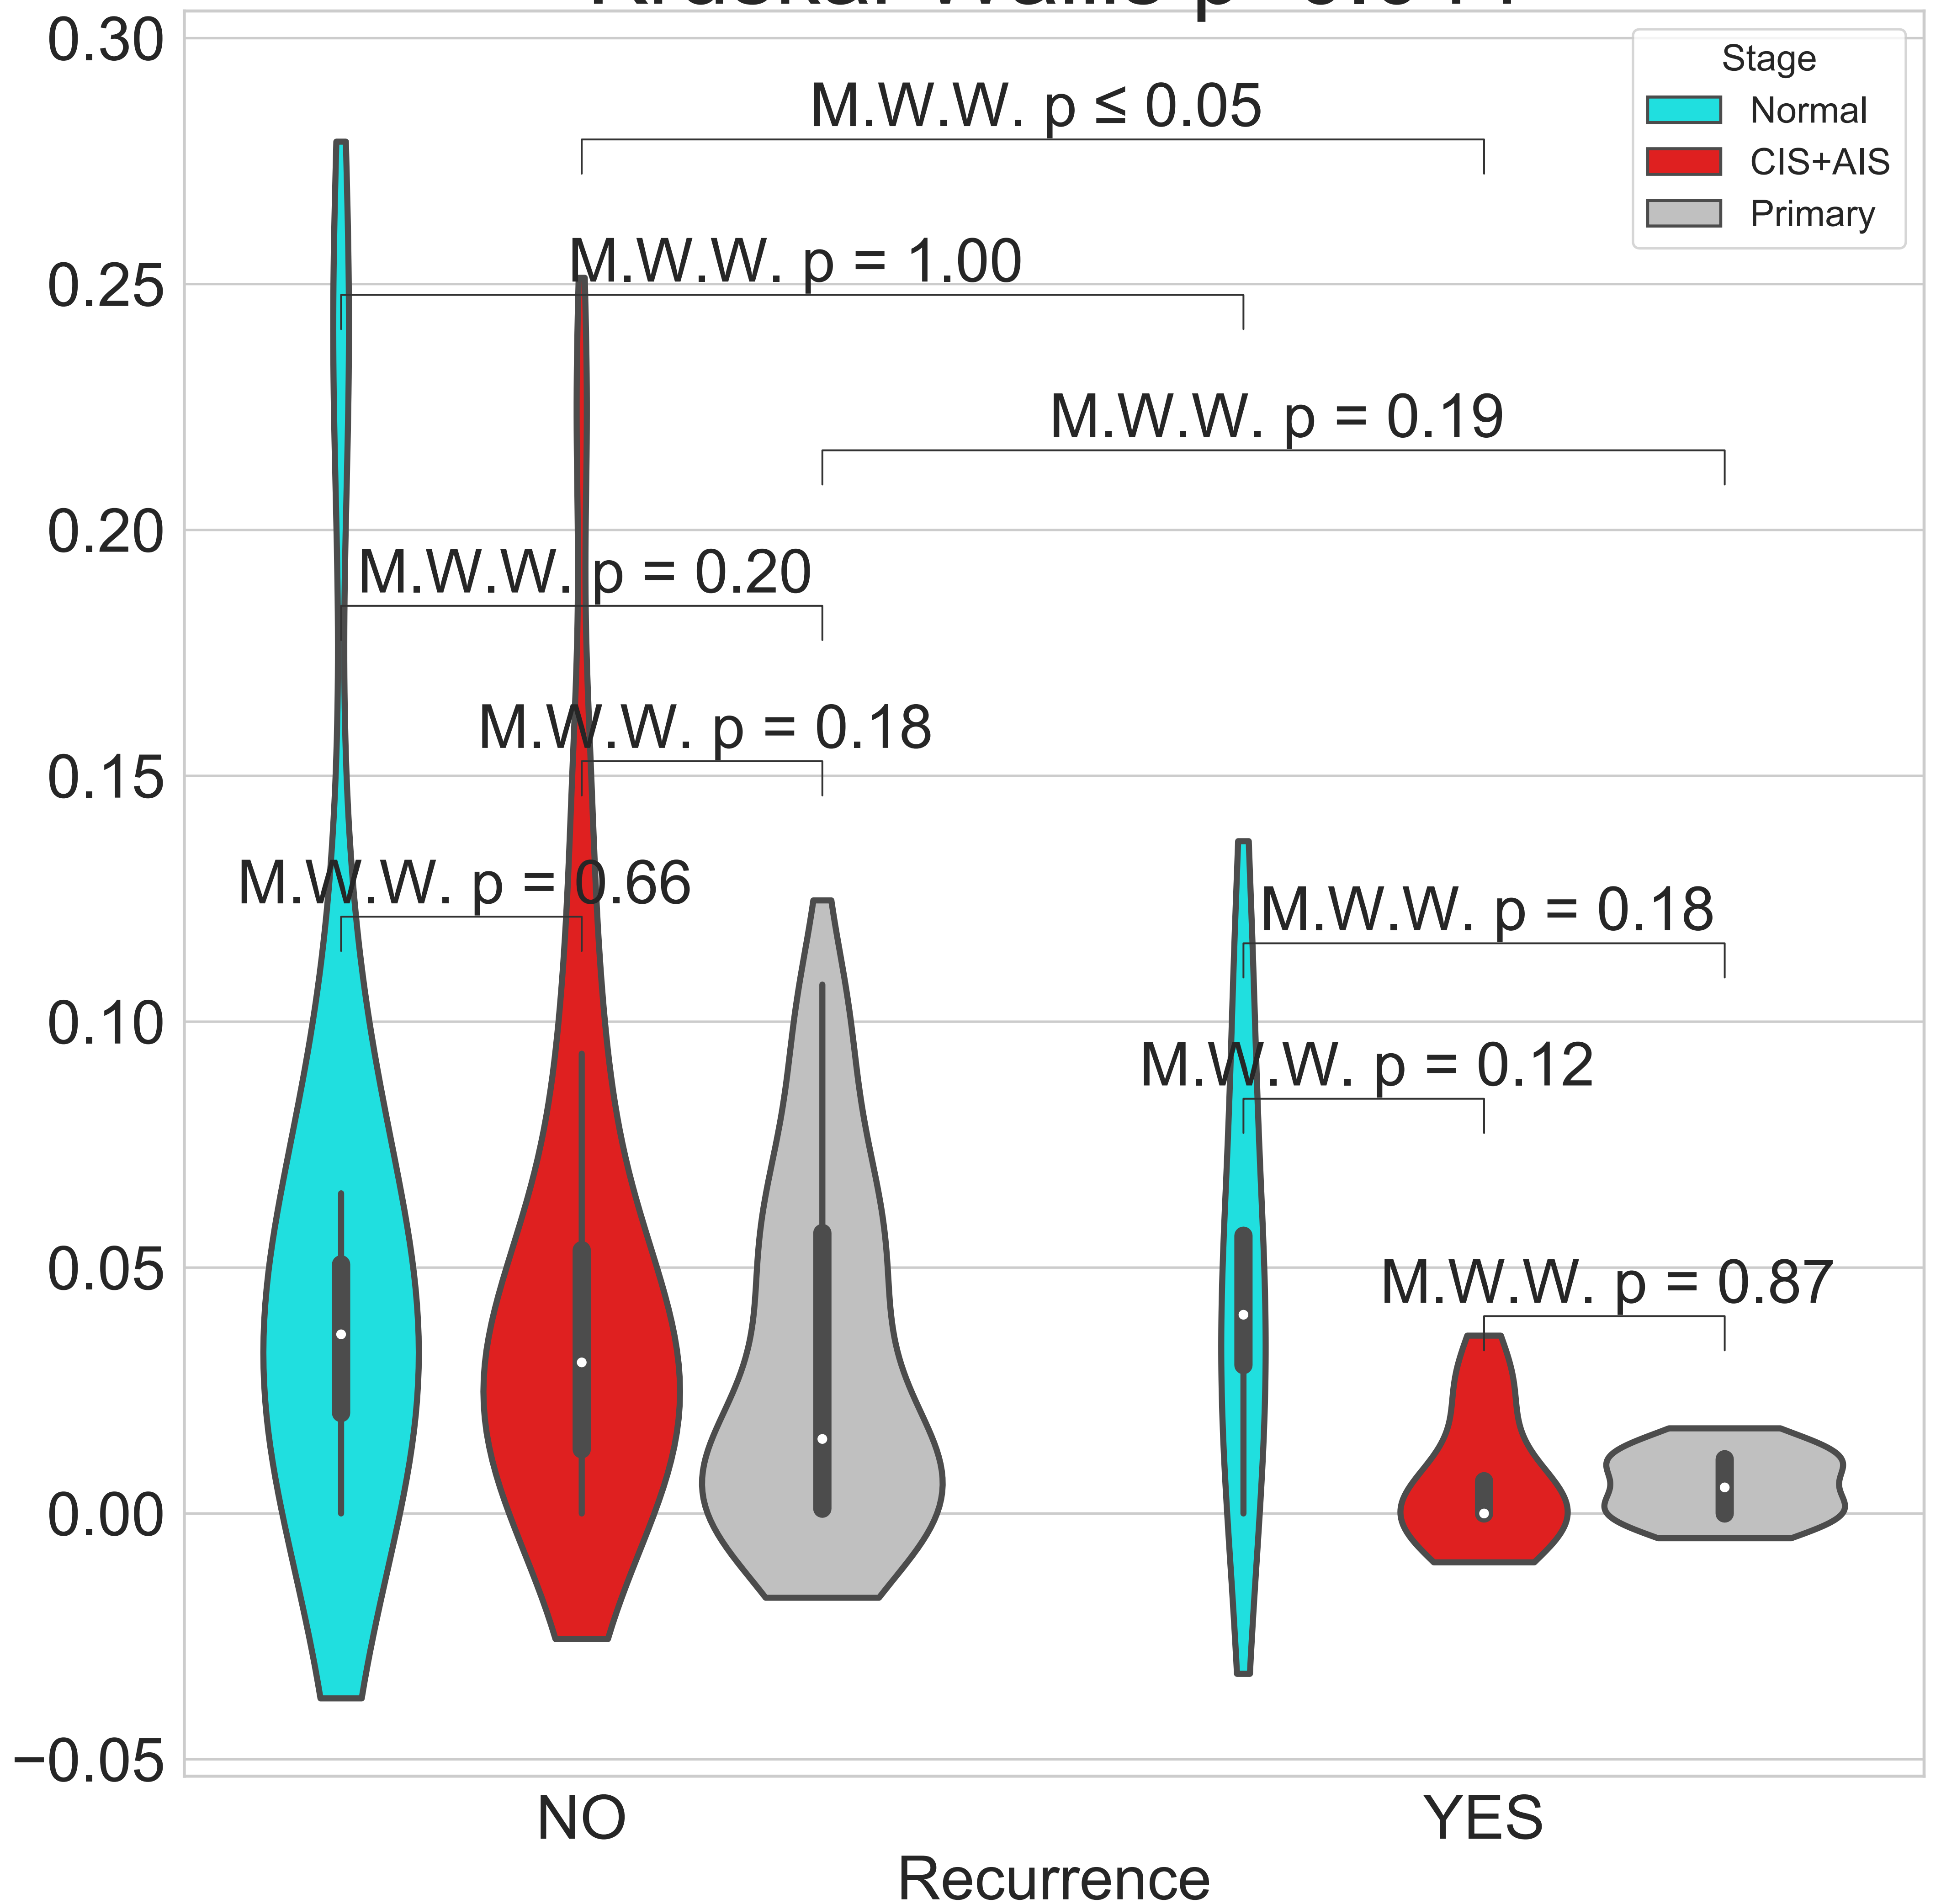 0.30
Stage
Normal
CIS+AIS
Primary
M.W.W. p ≤ 0.05
M.W.W. p = 1.00
0.25
M.W.W. p = 0.19
0.20
M.W.W. p = 0.20
M.W.W. p = 0.18
0.15
M.W.W. p = 0.66
M.W.W. p = 0.18
0.10
M.W.W. p = 0.12
0.05
M.W.W. p = 0.87
0.00
−0.05
NO
YES
Recurrence